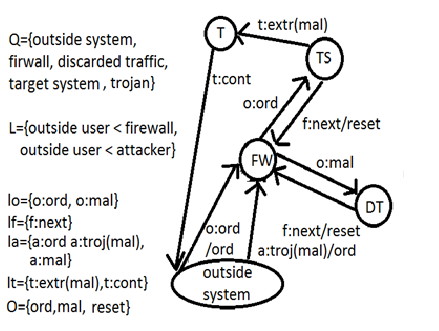 Q={outside system,
firwall, discarded traffic,
target system , trojan}
L={outside user < firewall,
outside user < attacker}
Io={o:ord, o:mal}
If={f:next}
Ia={a:ord a:troj(mal),
a:mal}
It={t:extr(mal),t:cont}
O={ord,mal, reset}
T
t:extr(mal)
TS
t:cont
o:ord
f:next/reset
FW
o:mal
DT
o:ord
/ord
f:next/reset
a:troj(mal)/ord
outside
system